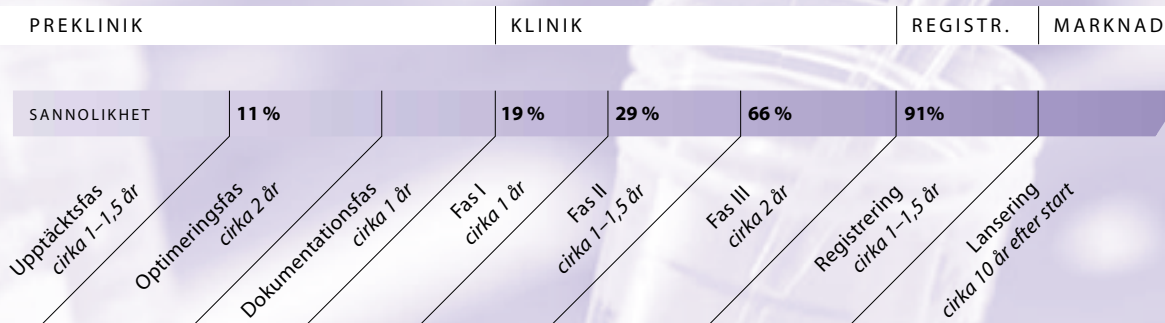 PREKLINIK
KLINIK
REGISTR.
MARKNAD
SANNOLIKHET
11 %
19 %
29 %
66 %
91%
Upptäcktsfas
cirka 1–1,5 år
Optimeringsfas
cirka 2 år
Dokumentationsfas
cirka 1 år
Fas I
cirka 1 år
Fas II
cirka 1–1,5 år
Fas III
cirka 2 år
Registrering
cirka 1–1,5 år
Lansering
cirka 10 år efter start